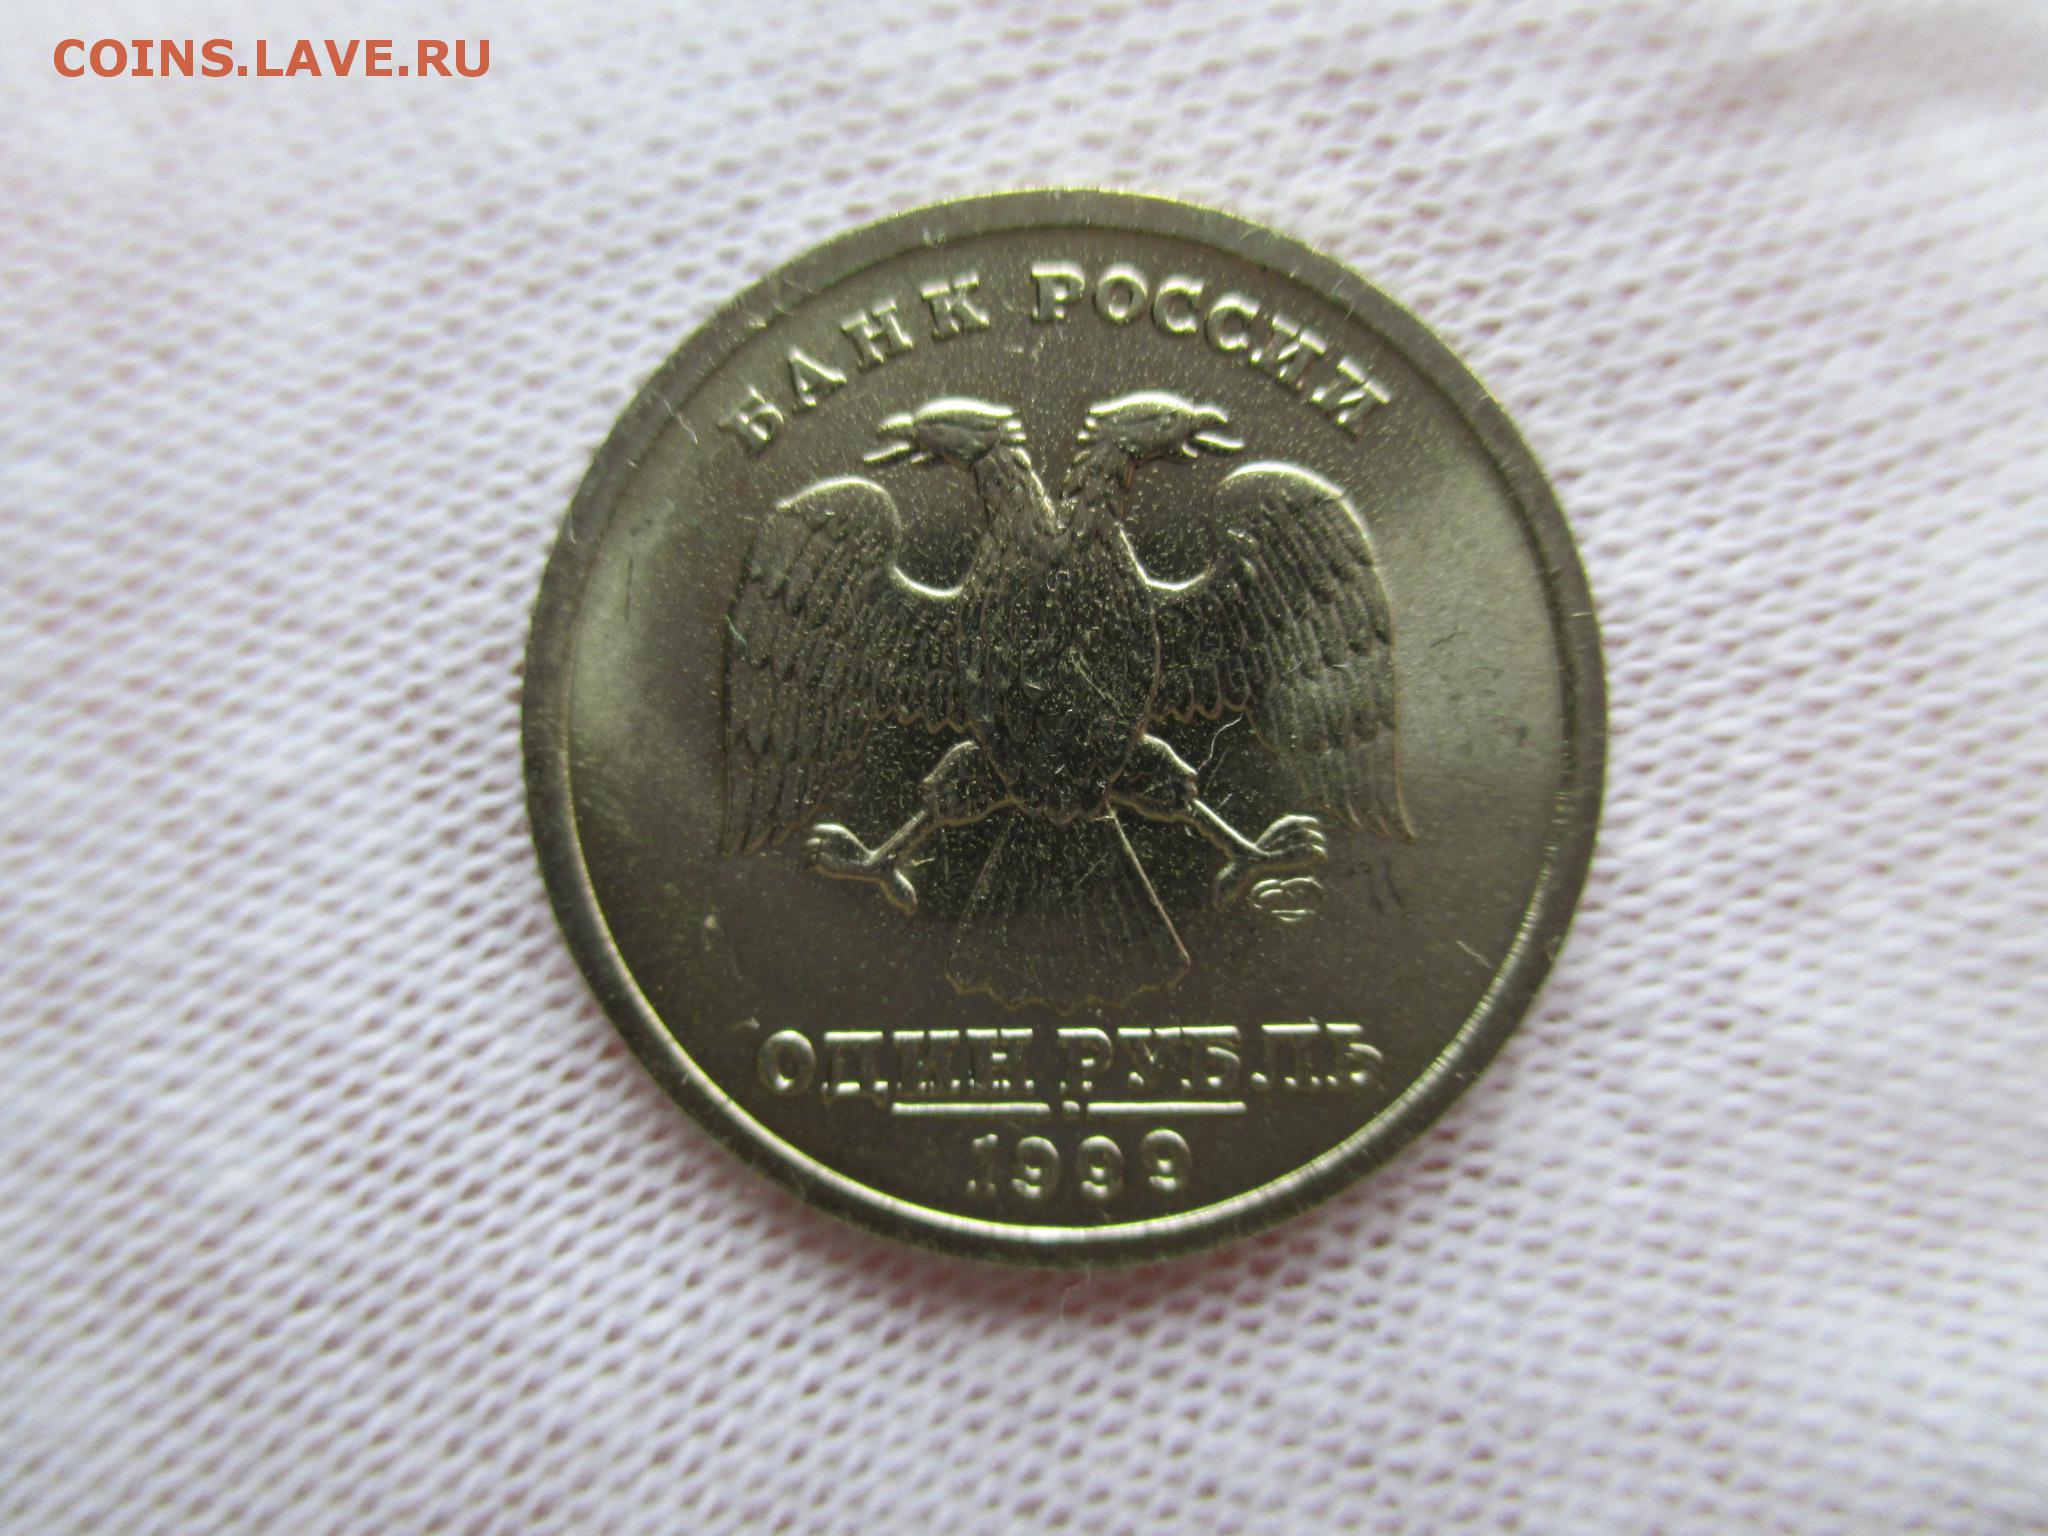 COINS.LAVE.RU
БАНК РОССИИ
ОДИН РУБЛЬ
1999